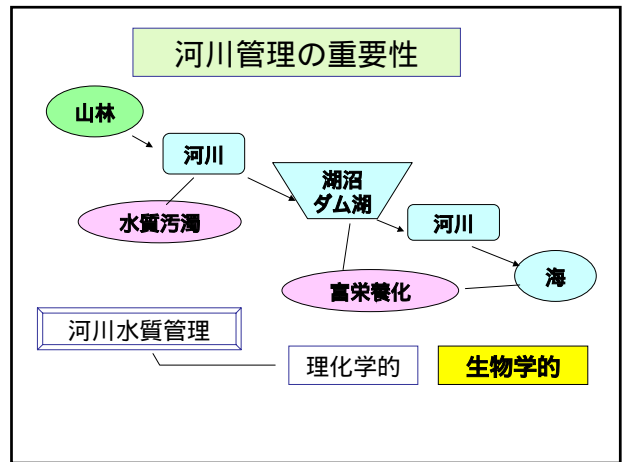 河川管理の重要性
山林
河川
湖沼
ダム湖
水質汚濁
河川
海
富栄養化
河川水質管理
理化学的
生物学的